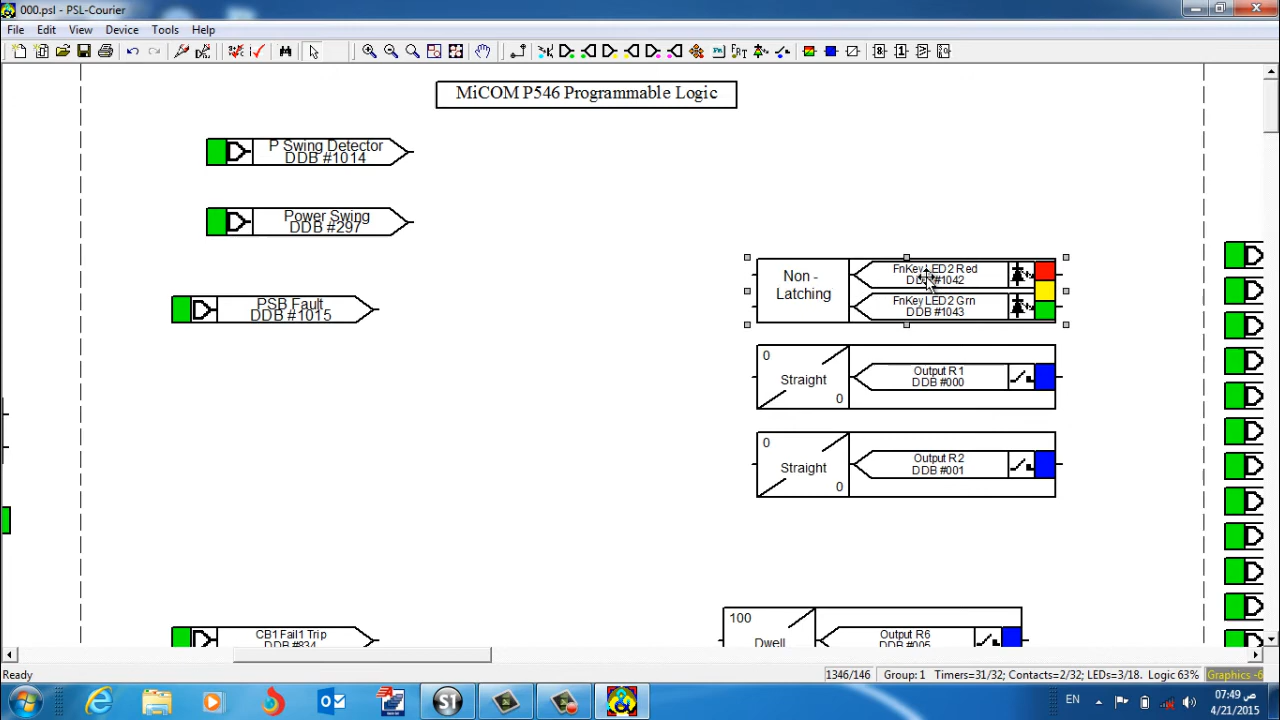 000.psl - PSL-Courier
File Edit View Device Tools Help
MiCOM P546 Programmable Logic
P Swing Detector
DDB #1014
Power Swing
DDB #297
PSB Fault
DDB #1015
Non -
Latching
FnKey LED2 Red
DDB #1042
FnKey LED2 Grn
DDB #1043
0
Straight
0
Output R1
DDB #000
0
Straight
0
Output R2
DDB #001
CB1 Fail1 Trip
DDB #834
100
Dwell
Output R6
DDB #005
Ready
1346/146 Group: 1 Timers=31/32; Contacts=2/32; LEDs=3/18. Logic 63%
EN
07:49 ص
4/21/2015